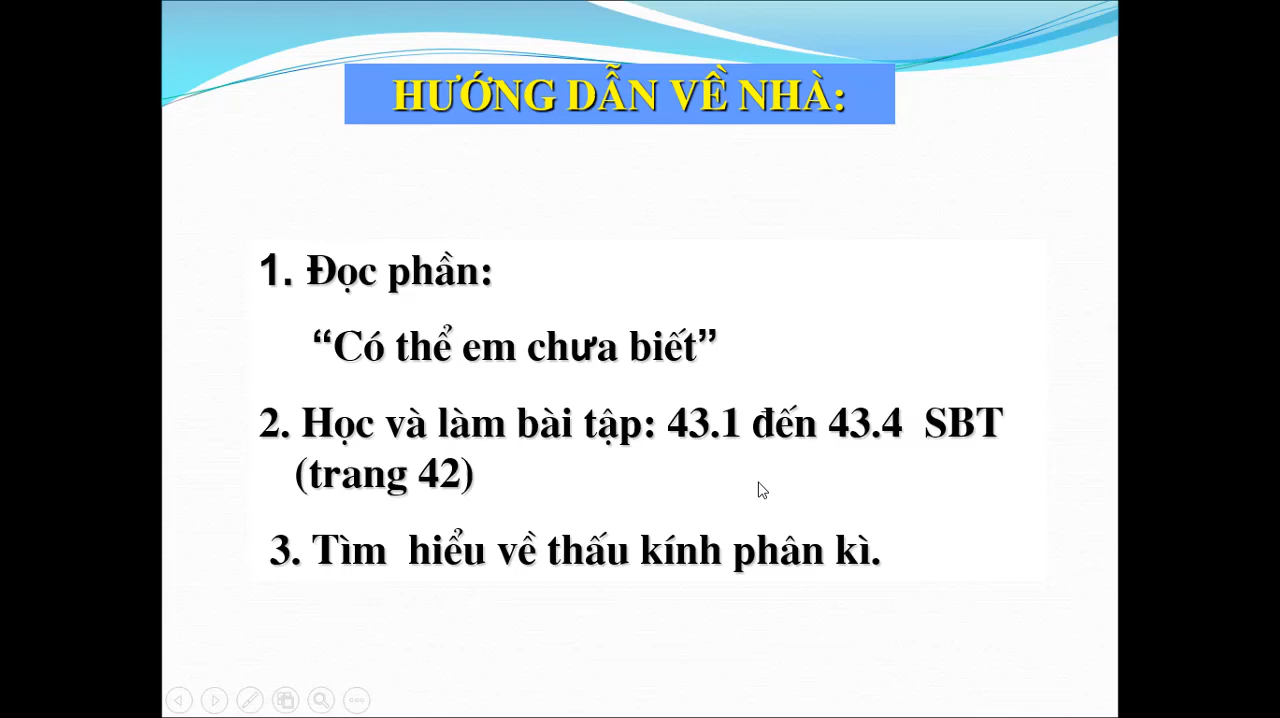 HƯỚNG DẪN VỀ NHÀ:
1. Đọc phần:
“Có thể em chưa biết”
2. Học và làm bài tập: 43.1 đến 43.4 SBT
(trang 42)
3. Tìm hiểu về thấu kính phân kì.